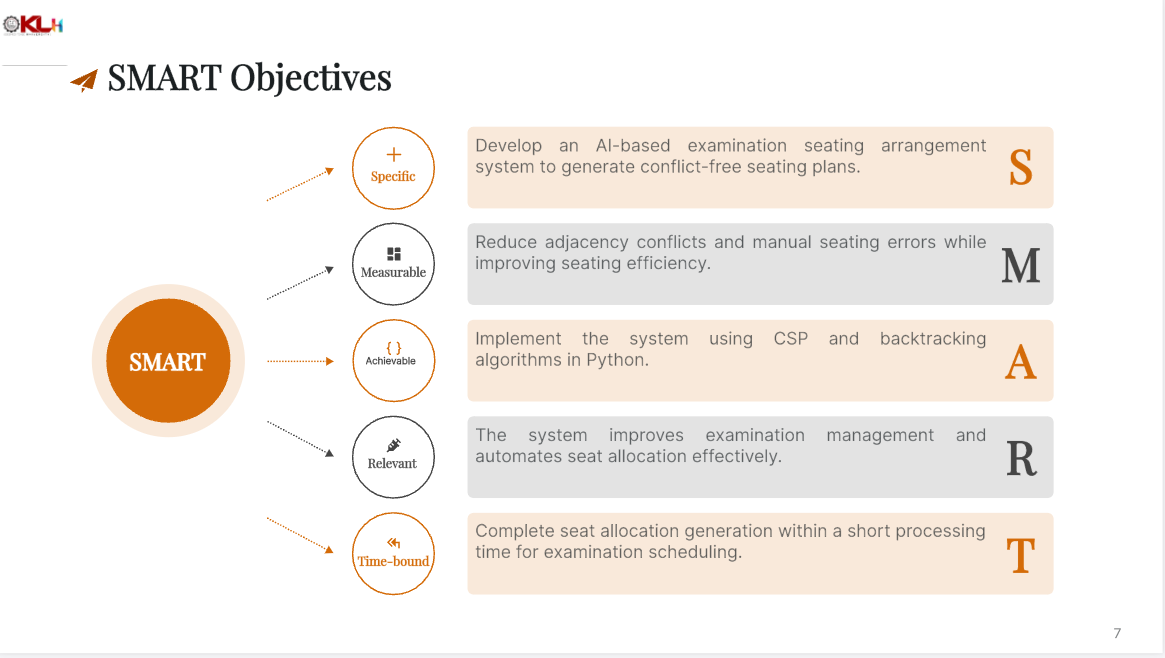 KLH
SMART Objectives
SMART
Specific
Develop an AI-based examination seating arrangement
system to generate conflict-free seating plans.
S
Measurable
Reduce adjacency conflicts and manual seating errors while
improving seating efficiency.
M
{ }
Achievable
Implement the system using CSP and backtracking
algorithms in Python.
A
Relevant
The system improves examination management and
automates seat allocation effectively.
R
Time-bound
Complete seat allocation generation within a short processing
time for examination scheduling.
T
7